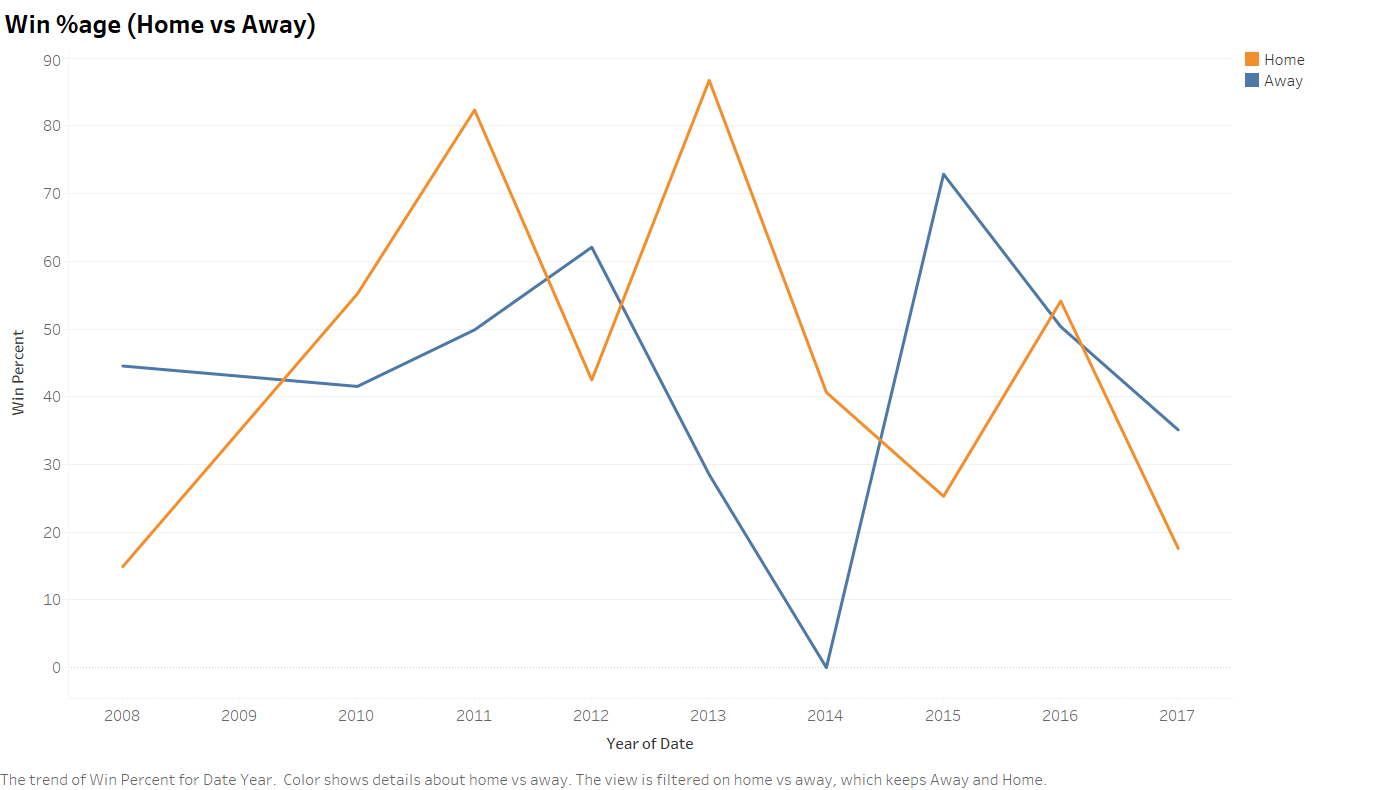 Win %age (Home vs Away)
Home
Away
90
80
70
60
50
40
30
20
10
0
Win Percent
2008 2009 2010 2011 2012 2013 2014 2015 2016 2017
Year of Date
The trend of Win Percent for Date Year.  Color shows details about home vs away. The view is filtered on home vs away, which keeps Away and Home.